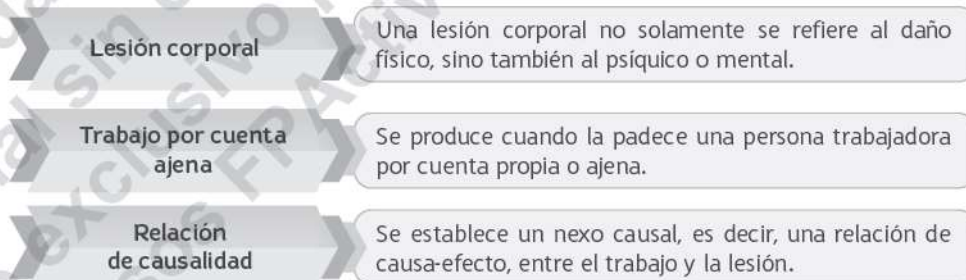 Lesión corporal
Una lesión corporal no solamente se refiere al daño
físico, sino también al psíquico o mental.
Trabajo por cuenta
ajena
Se produce cuando la padece una persona trabajadora
por cuenta propia o ajena.
Relación
de causalidad
Se establece un nexo causal, es decir, una relación de
causa-efecto, entre el trabajo y la lesión.